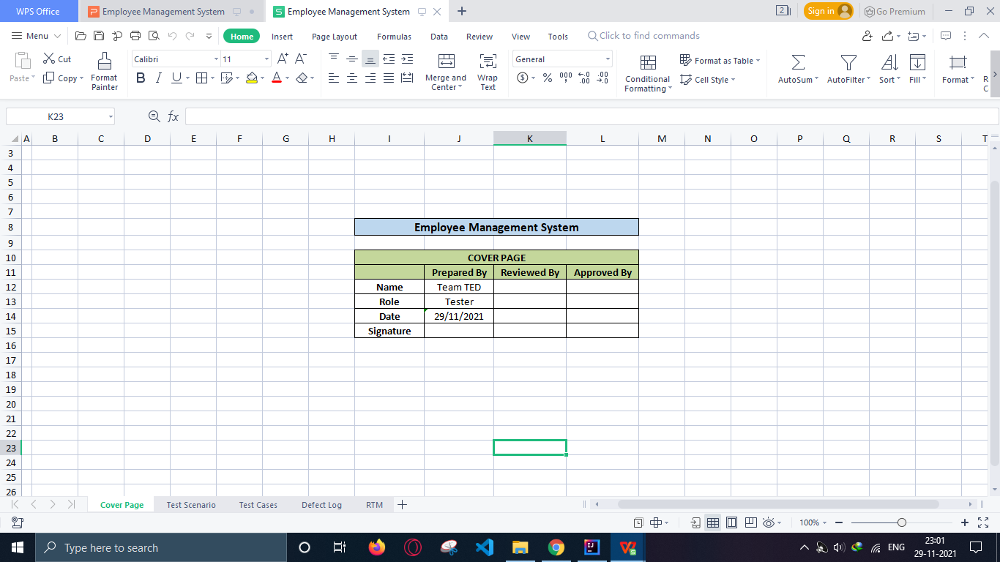 WPS Office Employee Management System Employee Management System 2 Sign in Go Premium
Menu Home Insert Page Layout Formulas Data Review View Tools Click to find commands
Paste Cut Copy Format Painter Calibri 11 Merge and Center Wrap Text General Conditional Formatting Format as Table Cell Style AutoSum AutoFilter Sort Fill Format R C
K23 fx
A B C D E F G H I J K L M N O P Q R S T
3
4
5
6
7
8 Employee Management System
9
10 COVER PAGE
11 Prepared By Reviewed By Approved By
12 Name Team TED
13 Role Tester
14 Date 29/11/2021
15 Signature
16
17
18
19
20
21
22
23
24
25
26
Cover Page Test Scenario Test Cases Defect Log RTM
100%
Type here to search ENG 23:01
29-11-2021